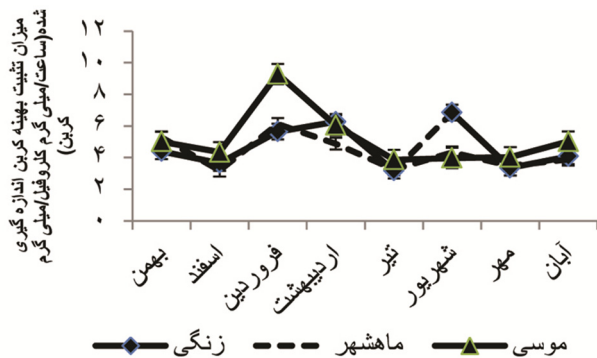 میزان تثبیت بهینه کربن اندازه گیری
شده(ساعت/میلی گرم کلروفیل/میلی گرم
کربن)
۱۲
۱۰
۸
۶
۴
۲
۰
بهمن
اسفند
فروردین
اردیبهشت
تیر
شهریور
مهر
آبان
زنگی
ماهشهر
موسی